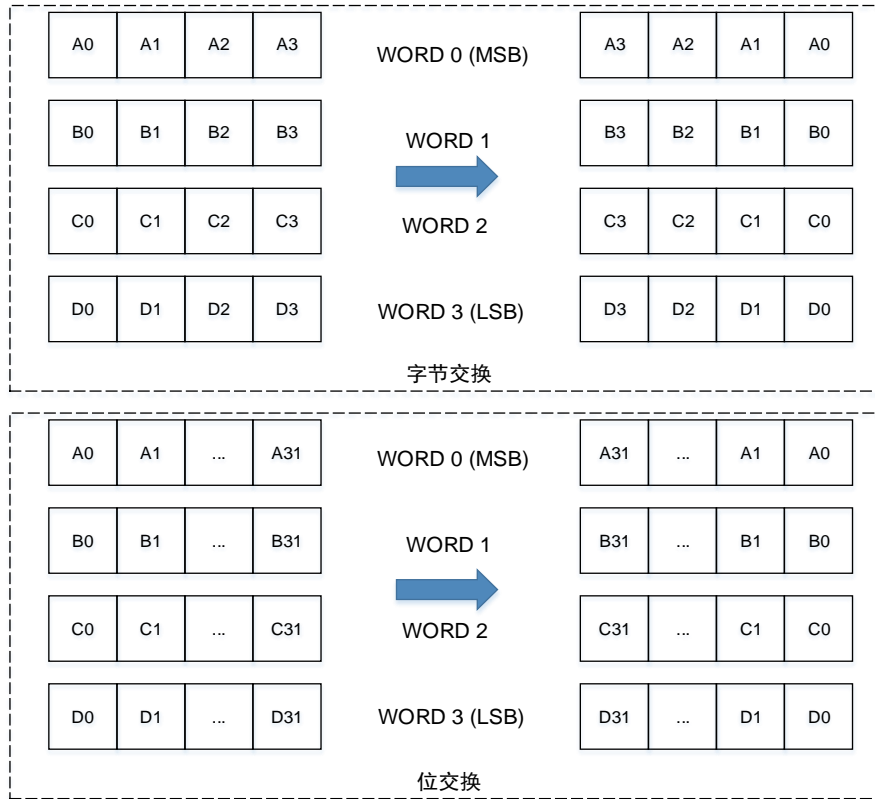 A0 A1 A2 A3 WORD 0 (MSB) A3 A2 A1 A0
B0 B1 B2 B3 WORD 1 B3 B2 B1 B0
C0 C1 C2 C3 WORD 2 C3 C2 C1 C0
D0 D1 D2 D3 WORD 3 (LSB) D3 D2 D1 D0
字节交换
A0 A1 ... A31 WORD 0 (MSB) A31 ... A1 A0
B0 B1 ... B31 WORD 1 B31 ... B1 B0
C0 C1 ... C31 WORD 2 C31 ... C1 C0
D0 D1 ... D31 WORD 3 (LSB) D31 ... D1 D0
位交换